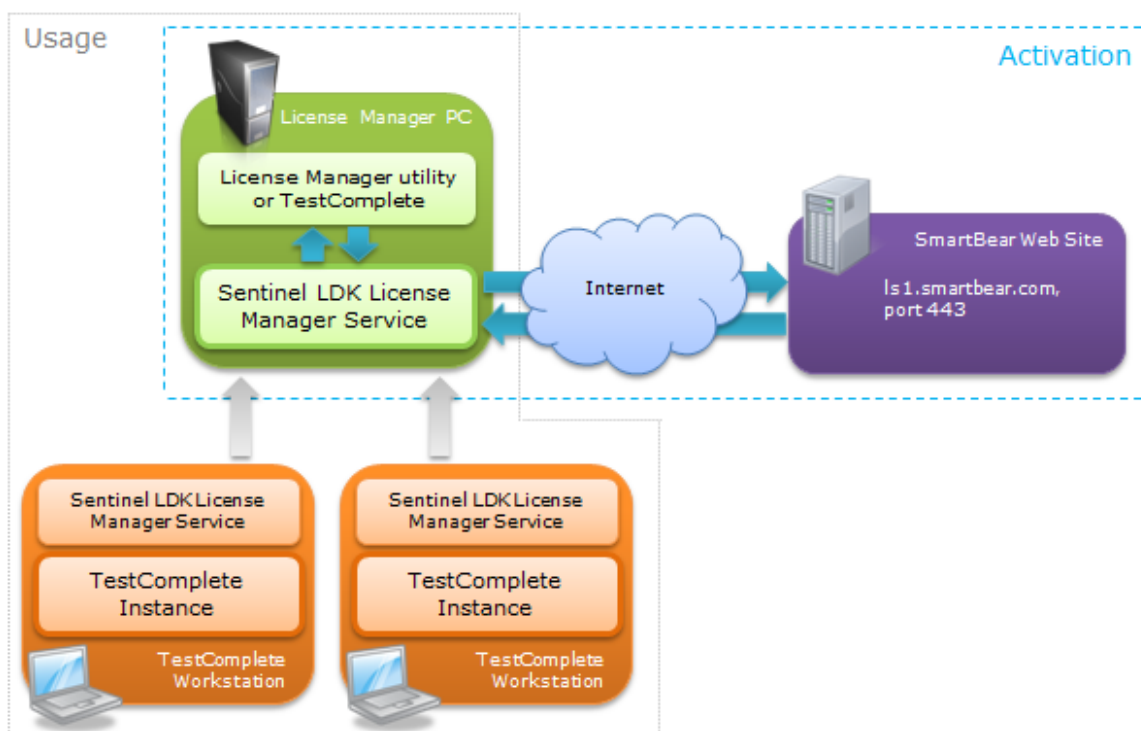 Usage
Activation
License Manager PC
License Manager utility
or TestComplete
Sentinel LDK License
Manager Service
Internet
SmartBear Web Site
ls1.smartbear.com,
port 443
Sentinel LDK License
Manager Service
TestComplete
Instance
TestComplete
Workstation
Sentinel LDK License
Manager Service
TestComplete
Instance
TestComplete
Workstation